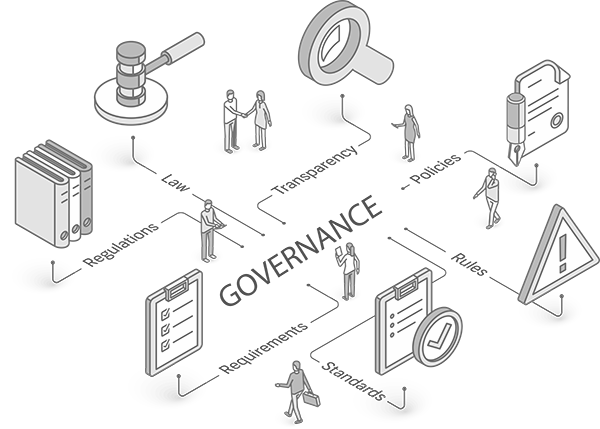 Law
Transparency
Policies
Regulations
GOVERNANCE
Rules
Requirements
Standards